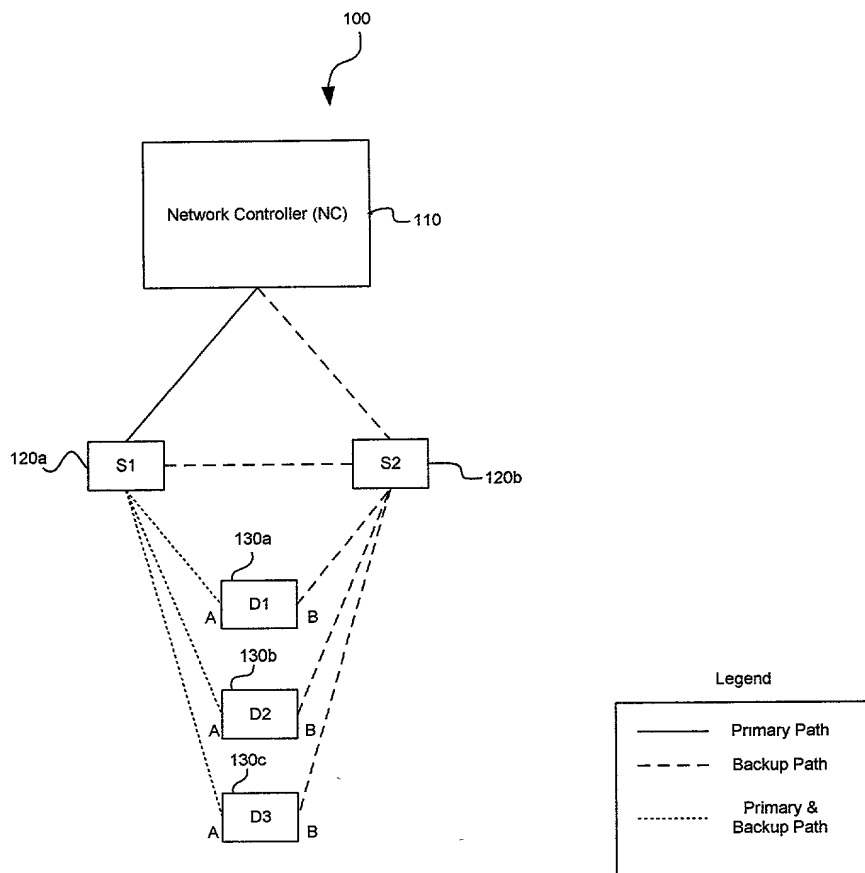 100
Network Controller (NC)
110
120a
S1
S2
120b
130a
A
D1
B
130b
A
D2
B
130c
A
D3
B
Legend
Primary Path
Backup Path
Primary &
Backup Path